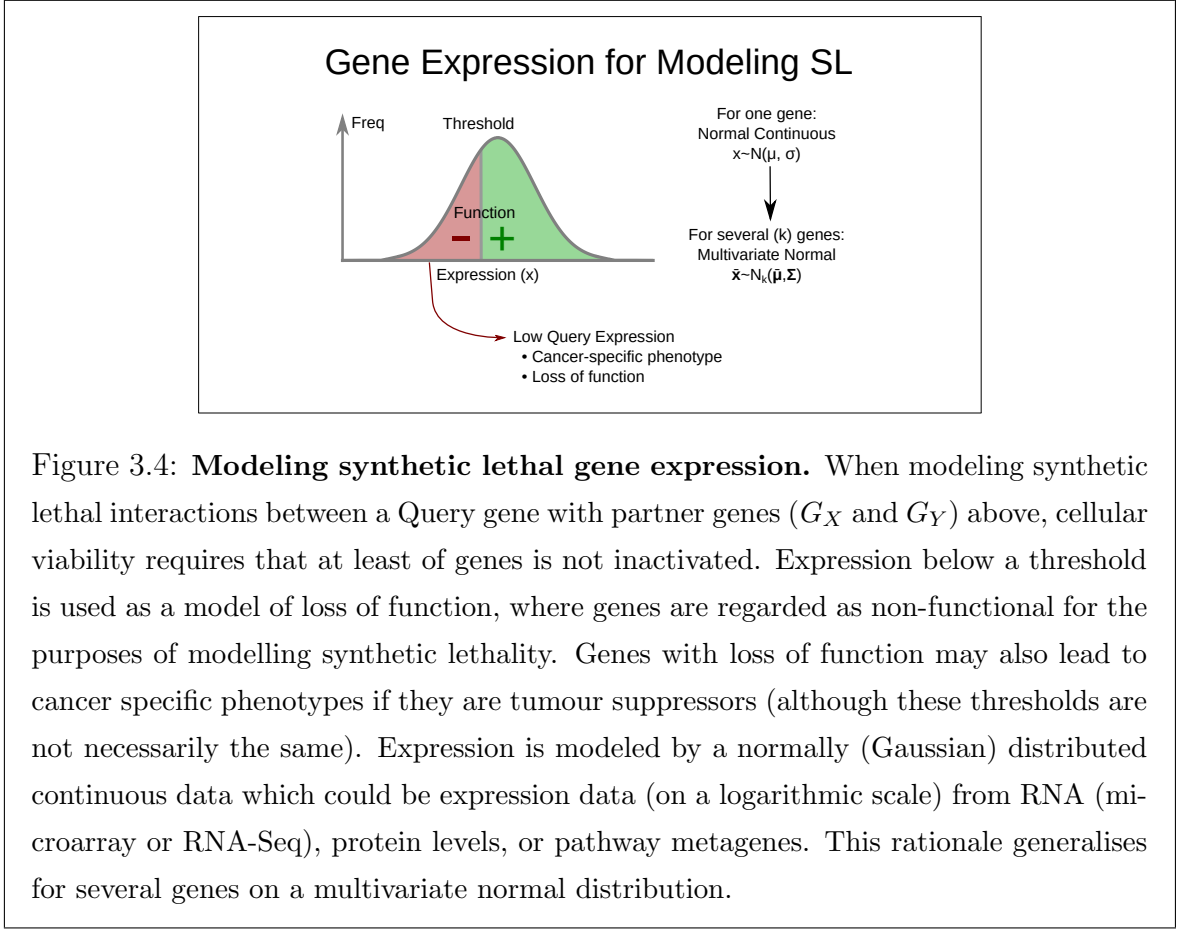 Gene Expression for Modeling SL
Freq
Threshold
Function
− +
Expression (x)
Low Query Expression
• Cancer-specific phenotype
• Loss of function
For one gene:
Normal Continuous
x~N(μ, σ)
For several (k) genes:
Multivariate Normal
x̄~Nₖ(μ̄,Σ)
Figure 3.4: Modeling synthetic lethal gene expression. When modeling synthetic
lethal interactions between a Query gene with partner genes (G_X and G_Y) above, cellular
viability requires that at least of genes is not inactivated. Expression below a threshold
is used as a model of loss of function, where genes are regarded as non-functional for the
purposes of modelling synthetic lethality. Genes with loss of function may also lead to
cancer specific phenotypes if they are tumour suppressors (although these thresholds are
not necessarily the same). Expression is modeled by a normally (Gaussian) distributed
continuous data which could be expression data (on a logarithmic scale) from RNA (mi-
croarray or RNA-Seq), protein levels, or pathway metagenes. This rationale generalises
for several genes on a multivariate normal distribution.